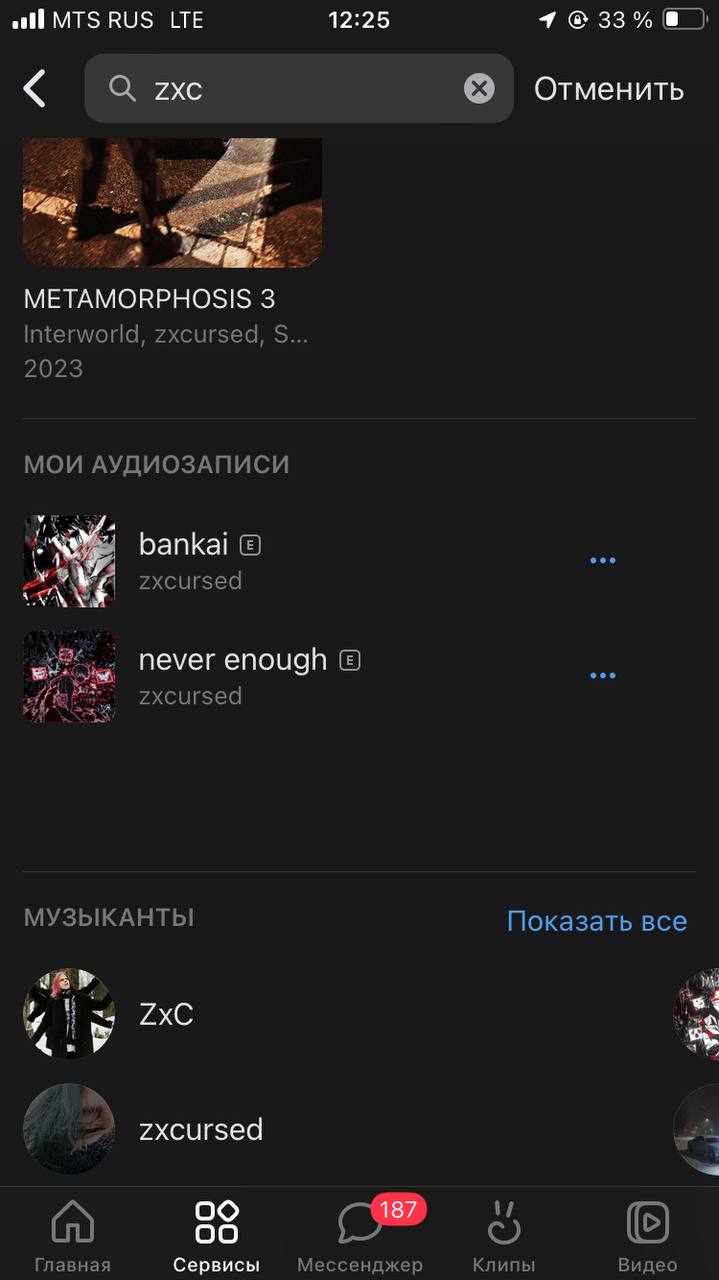 MTS RUS LTE 12:25 33 %
zxc Отменить
METAMORPHOSIS 3
Interworld, zxcursed, S...
2023
МОИ АУДИОЗАПИСИ
bankai E
zxcursed
never enough E
zxcursed
МУЗЫКАНТЫ Показать все
ZxC
zxcursed
187
Главная Сервисы Мессенджер Клипы Видео